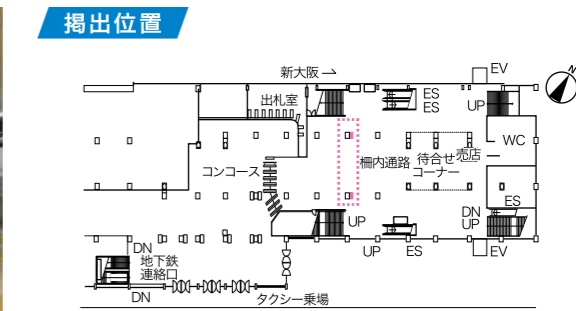 掲出位置
新大阪→
EV
N
出札室
ES
ES
UP
WC
コンコース
柵内通路
待合せ
コーナー
売店
ES
DN
UP
UP
UP
ES
EV
DN
DN
地下鉄
連絡口
DN
タクシー乗場